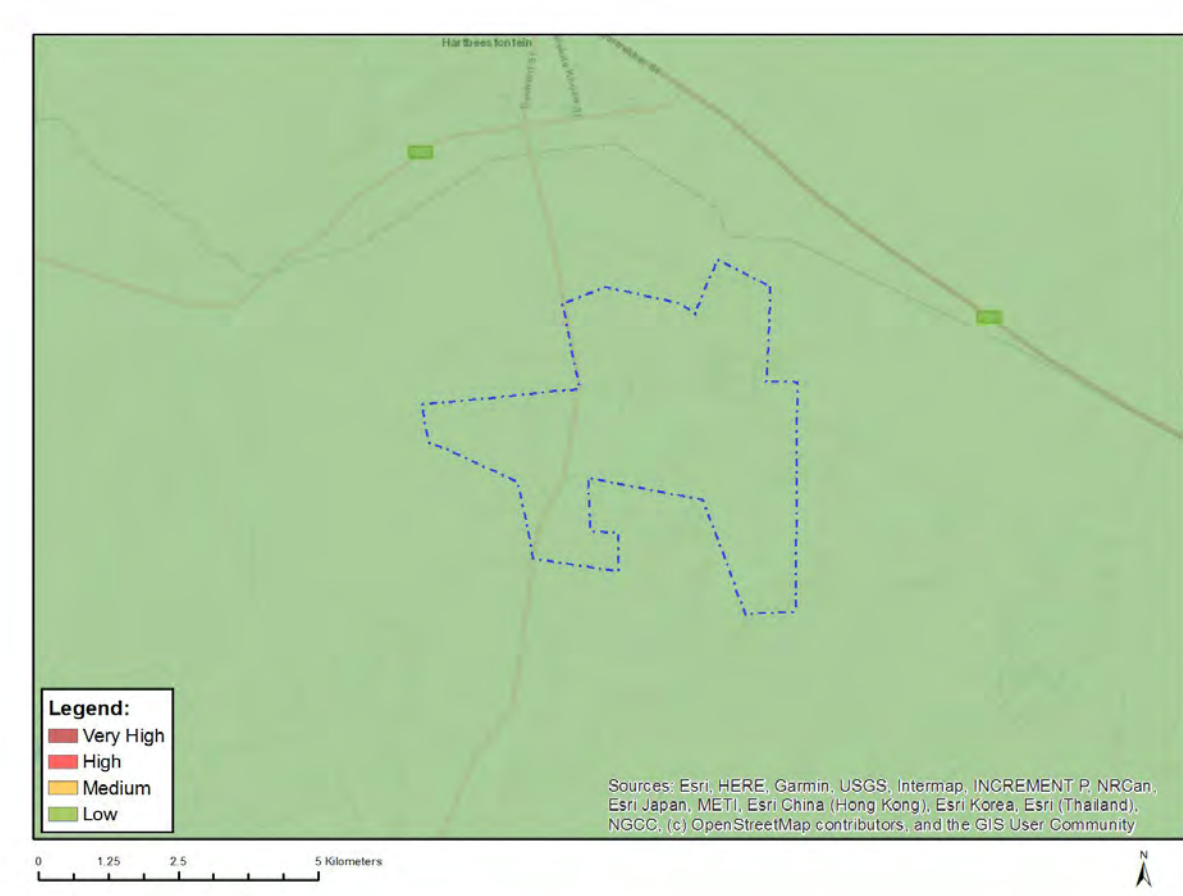 Hartbeesfontein
Legend:
Very High
High
Medium
Low
Sources: Esri, HERE, Garmin, USGS, Intermap, INCREMENT P, NRCan,
Esri Japan, METI, Esri China (Hong Kong), Esri Korea, Esri (Thailand),
NGCC, (c) OpenStreetMap contributors, and the GIS User Community
0 1.25 2.5 5 Kilometers
N